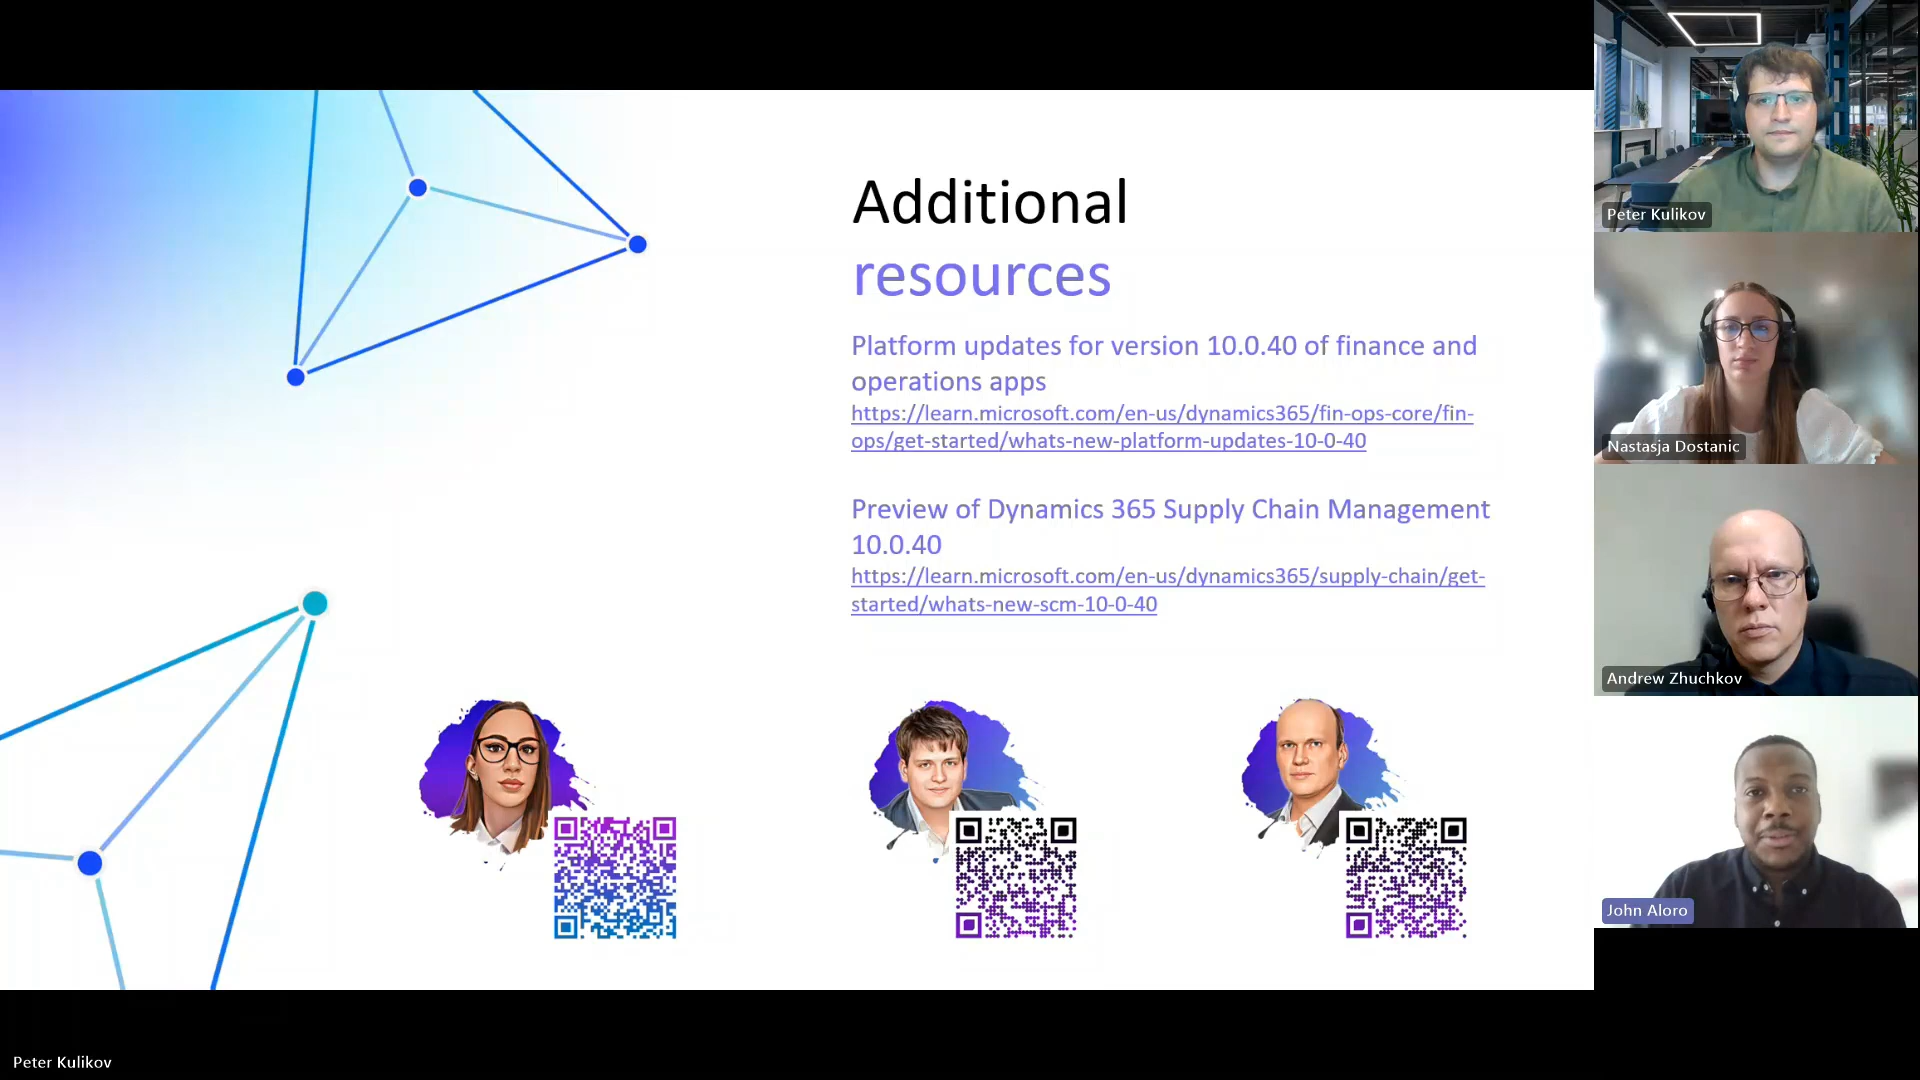 Additional
resources
Platform updates for version 10.0.40 of finance and
operations apps
https://learn.microsoft.com/en-us/dynamics365/fin-ops-core/fin-
ops/get-started/whats-new-platform-updates-10-0-40
Preview of Dynamics 365 Supply Chain Management
10.0.40
https://learn.microsoft.com/en-us/dynamics365/supply-chain/get-
started/whats-new-scm-10-0-40
Peter Kulikov
Nastasja Dostanic
Andrew Zhuchkov
John Aloro
Peter Kulikov